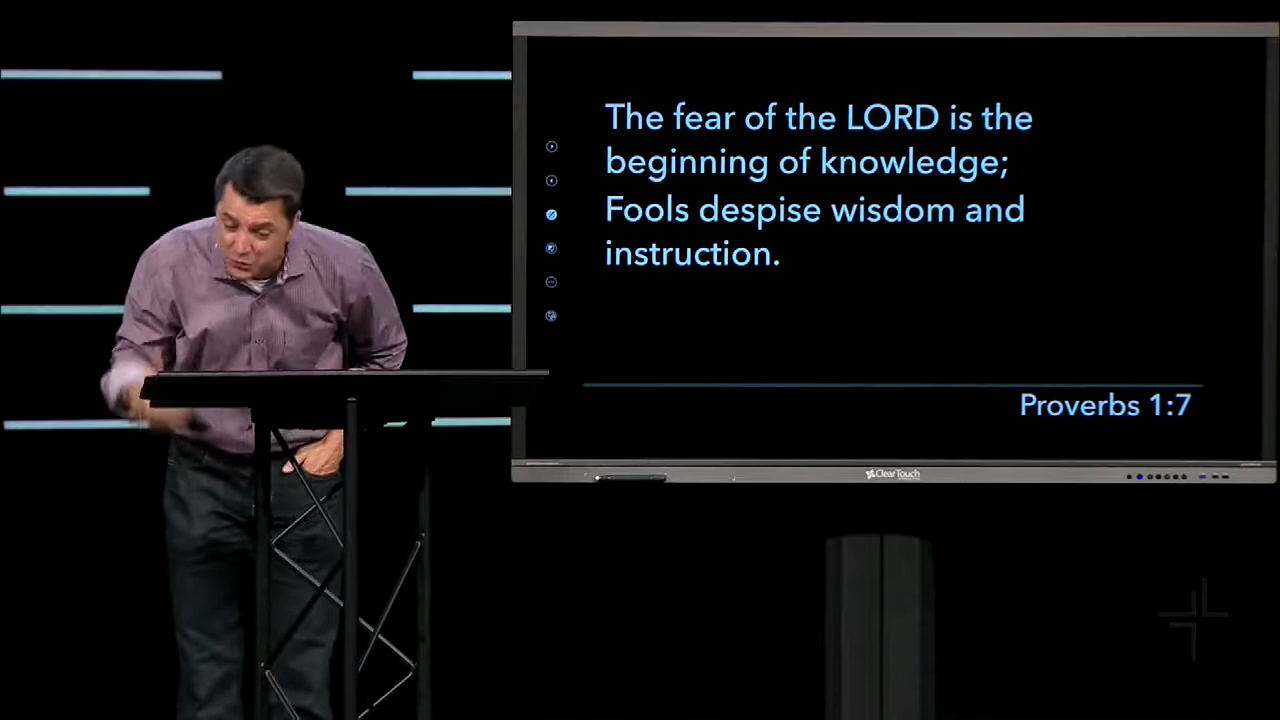 The fear of the LORD is the
beginning of knowledge;
Fools despise wisdom and
instruction.
Proverbs 1:7
ClearTouch